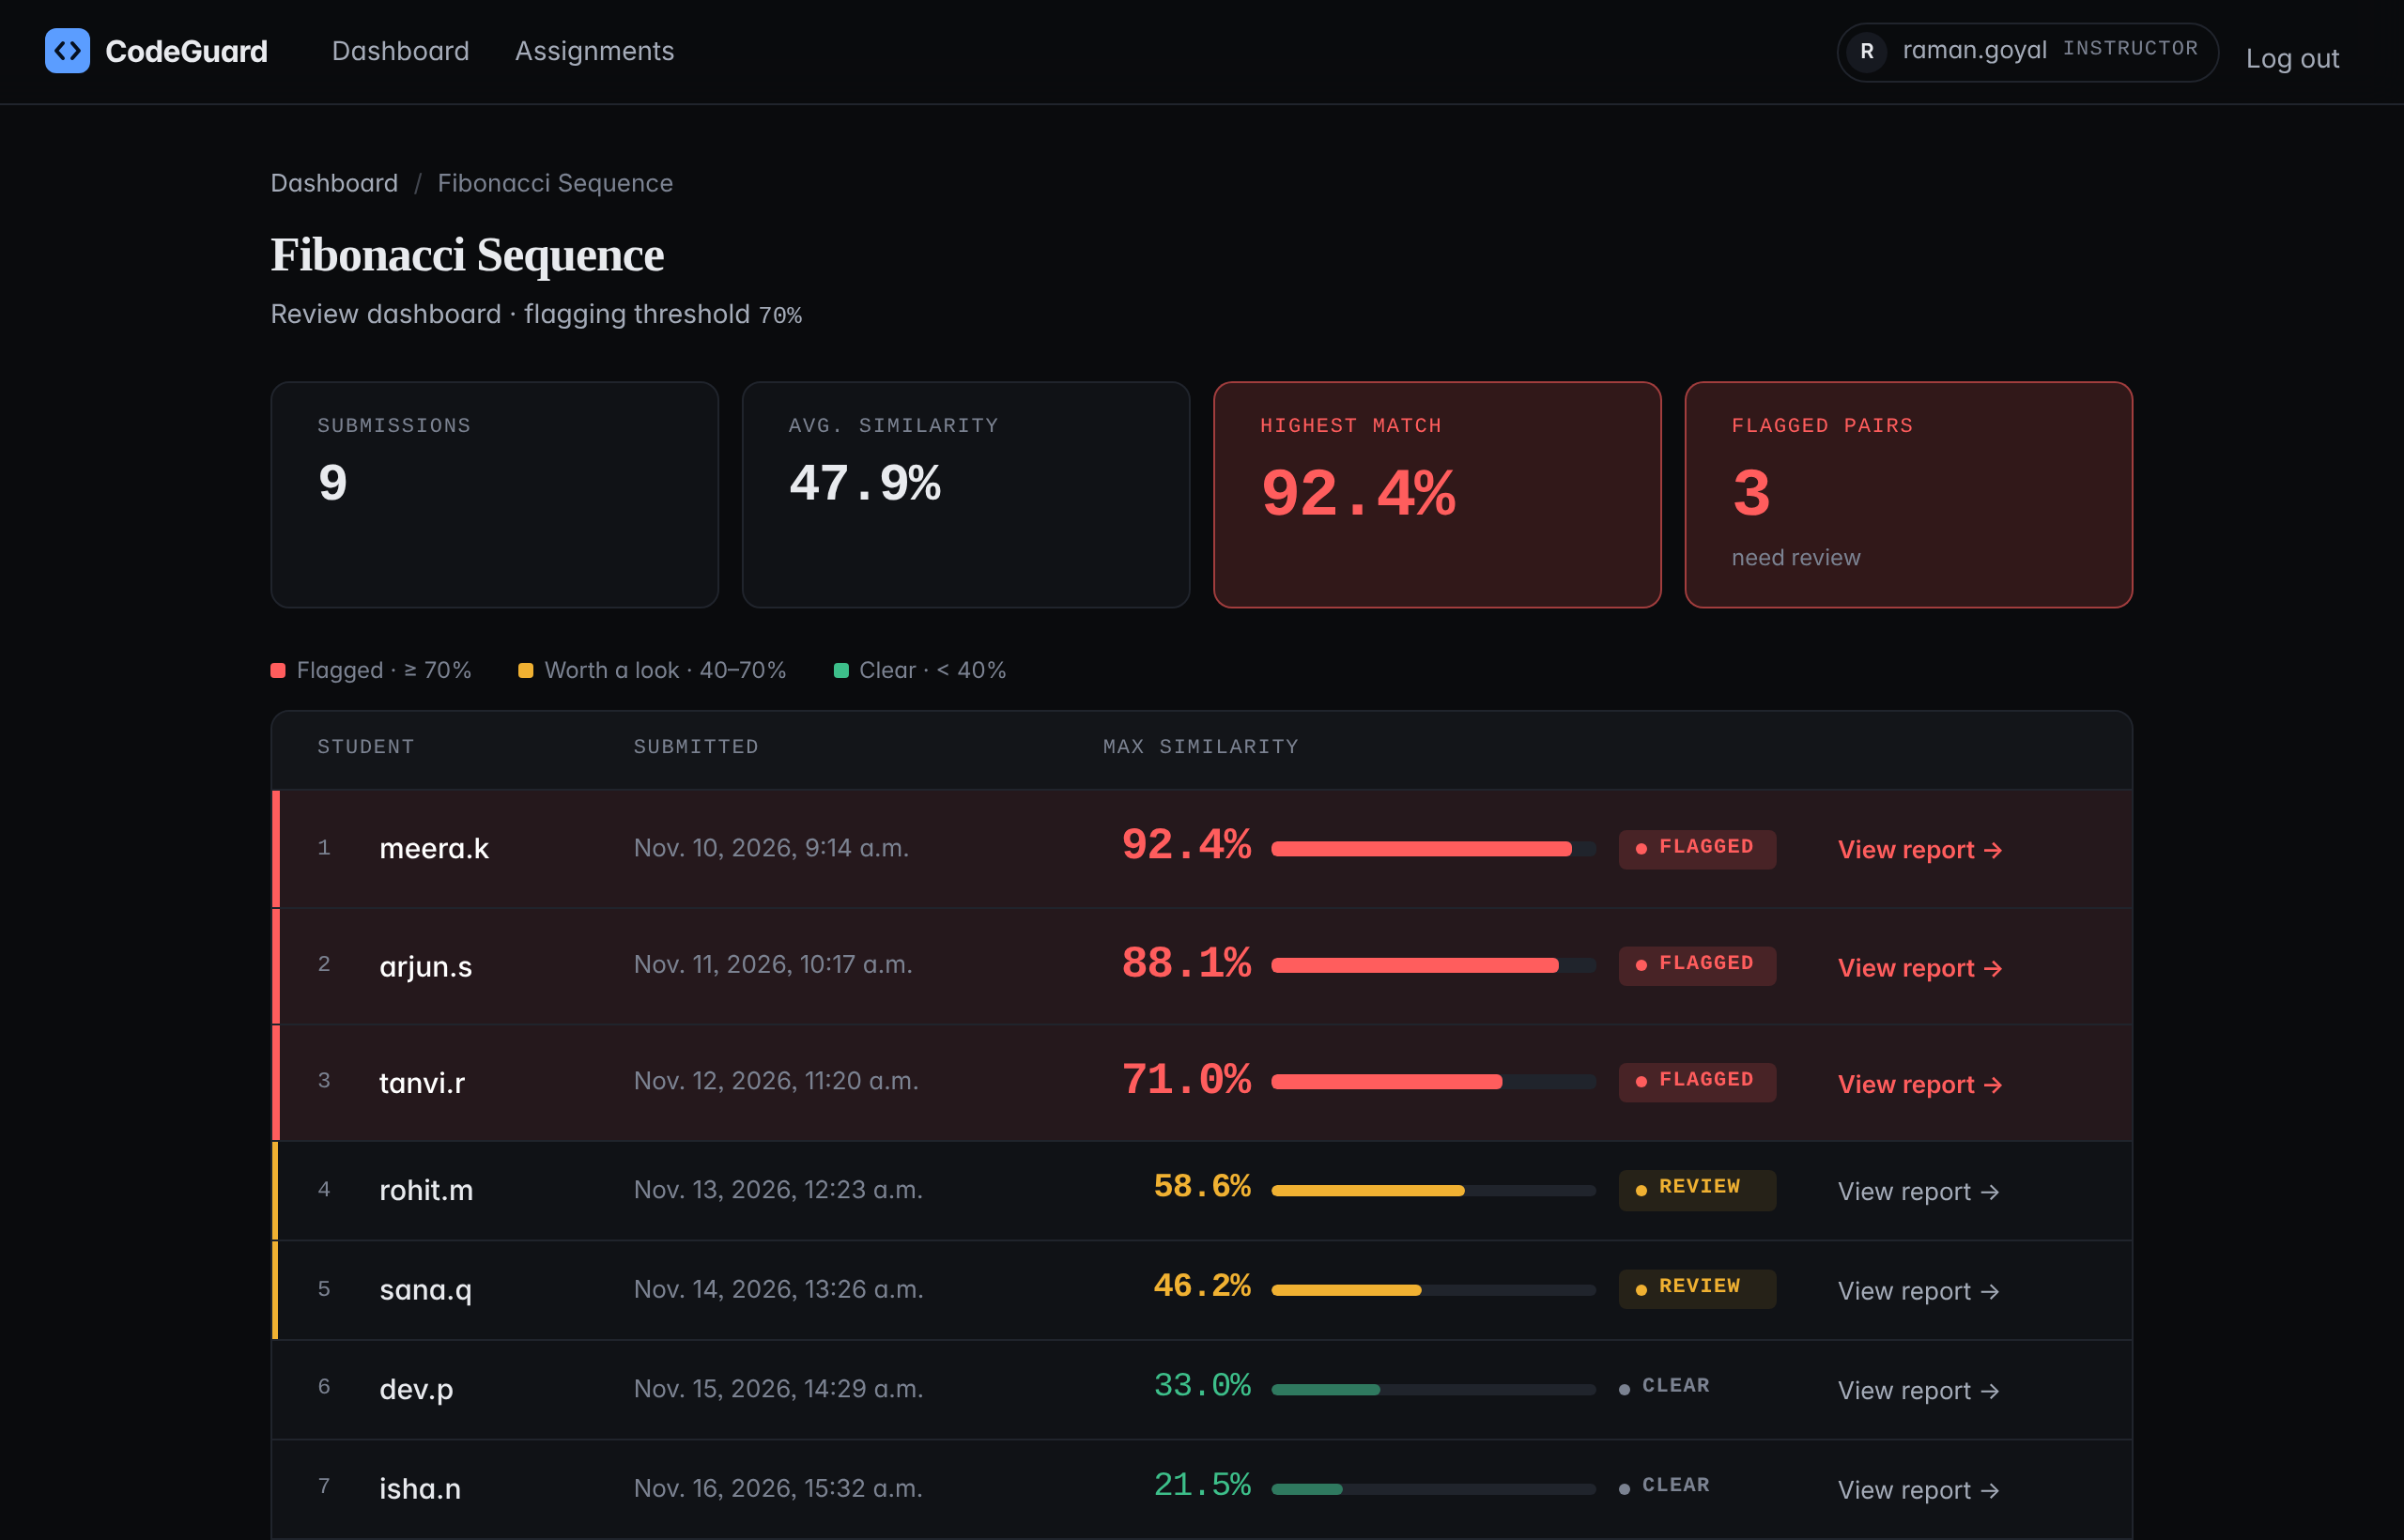 CodeGuard Dashboard Assignments R raman.goyal INSTRUCTOR Log out
Dashboard / Fibonacci Sequence
Fibonacci Sequence
Review dashboard · flagging threshold 70%
SUBMISSIONS AVG. SIMILARITY HIGHEST MATCH FLAGGED PAIRS
9 47.9% 92.4% 3
need review
Flagged · ≥ 70% Worth a look · 40–70% Clear · < 40%
STUDENT SUBMITTED MAX SIMILARITY
1 meera.k Nov. 10, 2026, 9:14 a.m. 92.4% FLAGGED View report →
2 arjun.s Nov. 11, 2026, 10:17 a.m. 88.1% FLAGGED View report →
3 tanvi.r Nov. 12, 2026, 11:20 a.m. 71.0% FLAGGED View report →
4 rohit.m Nov. 13, 2026, 12:23 a.m. 58.6% REVIEW View report →
5 sana.q Nov. 14, 2026, 13:26 a.m. 46.2% REVIEW View report →
6 dev.p Nov. 15, 2026, 14:29 a.m. 33.0% CLEAR View report →
7 isha.n Nov. 16, 2026, 15:32 a.m. 21.5% CLEAR View report →